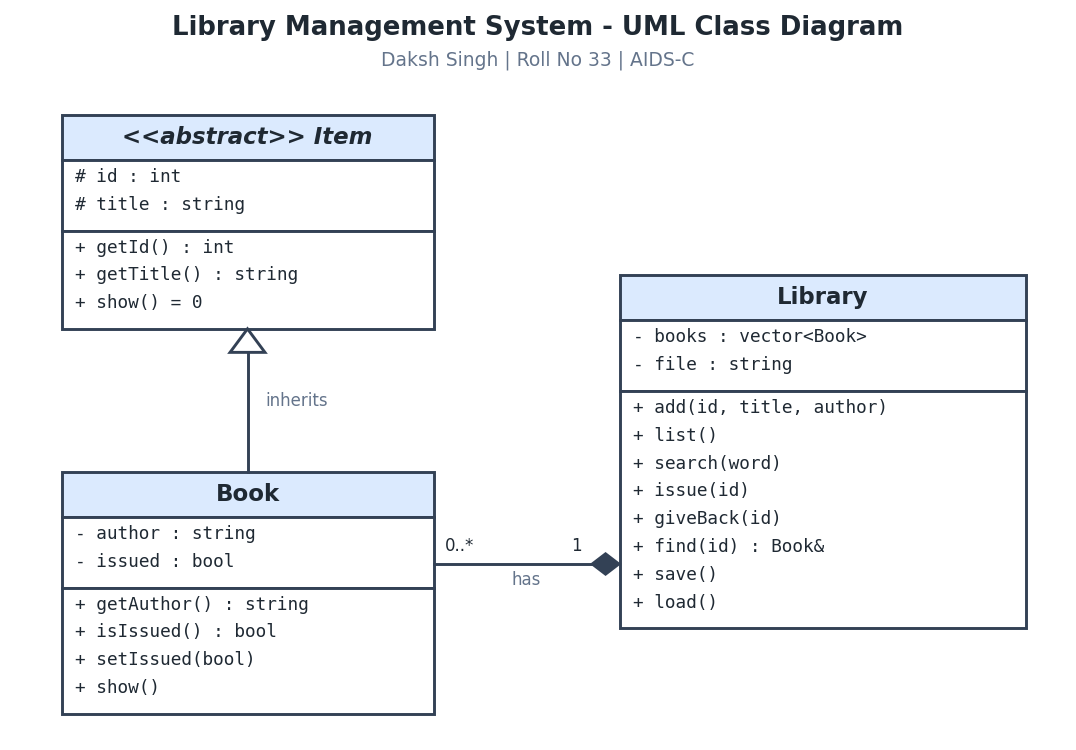 Library Management System - UML Class Diagram
Daksh Singh | Roll No 33 | AIDS-C
<<abstract>> Item
# id : int
# title : string
+ getId() : int
+ getTitle() : string
+ show() = 0
inherits
Book
- author : string
- issued : bool
+ getAuthor() : string
+ isIssued() : bool
+ setIssued(bool)
+ show()
0..*
1
has
Library
- books : vector<Book>
- file : string
+ add(id, title, author)
+ list()
+ search(word)
+ issue(id)
+ giveBack(id)
+ find(id) : Book&
+ save()
+ load()